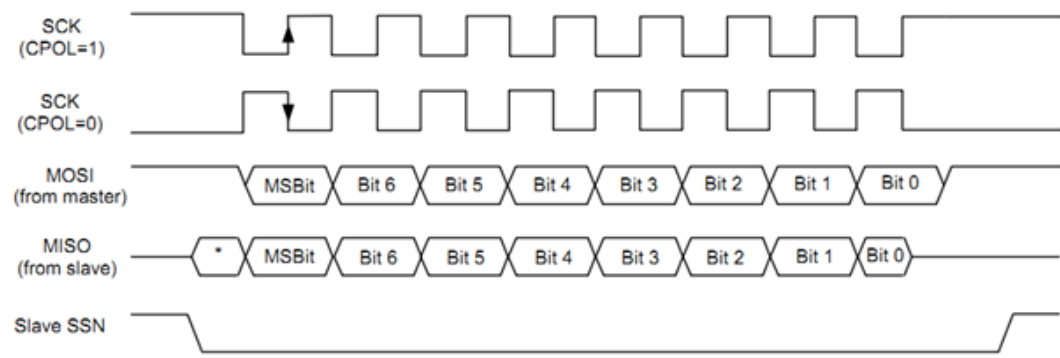 SCK
(CPOL=1)
SCK
(CPOL=0)
MOSI
(from master)
MSBit Bit 6 Bit 5 Bit 4 Bit 3 Bit 2 Bit 1 Bit 0
MISO
(from slave)
* MSBit Bit 6 Bit 5 Bit 4 Bit 3 Bit 2 Bit 1 Bit 0
Slave SSN